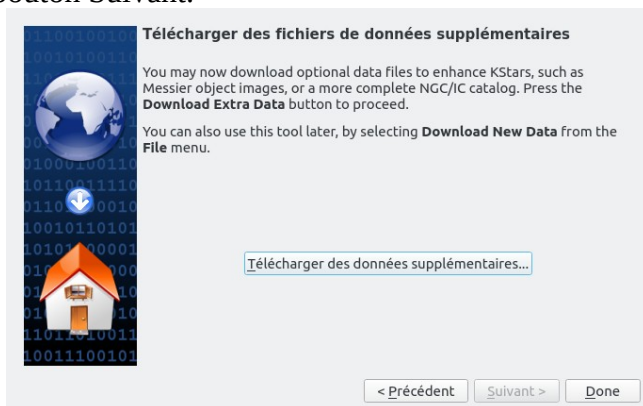 bouton Suivant.
Télécharger des fichiers de données supplémentaires
You may now download optional data files to enhance KStars, such as
Messier object images, or a more complete NGC/IC catalog. Press the
Download Extra Data button to proceed.
You can also use this tool later, by selecting Download New Data from the
File menu.
Télécharger des données supplémentaires...
< Précédent
Suivant >
Done